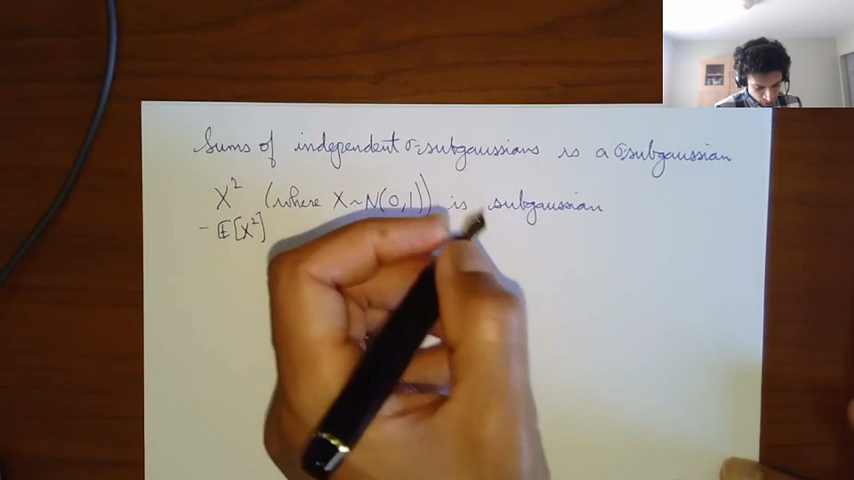 Sums of independent σ-subgaussians is a σ-subgaussian
X² (where X ~ N(0,1)) is subgaussian
- 𝔼[X²]